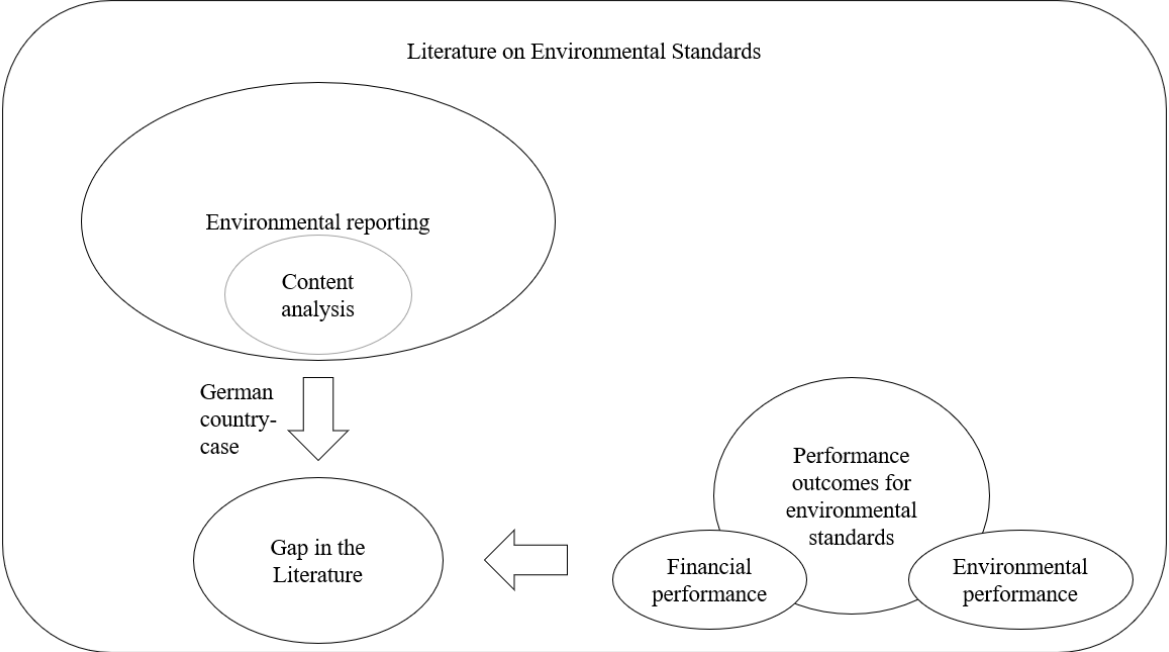 Literature on Environmental Standards
Environmental reporting
Content
analysis
German
country-
case
Gap in the
Literature
Performance
outcomes for
environmental
standards
Financial
performance
Environmental
performance